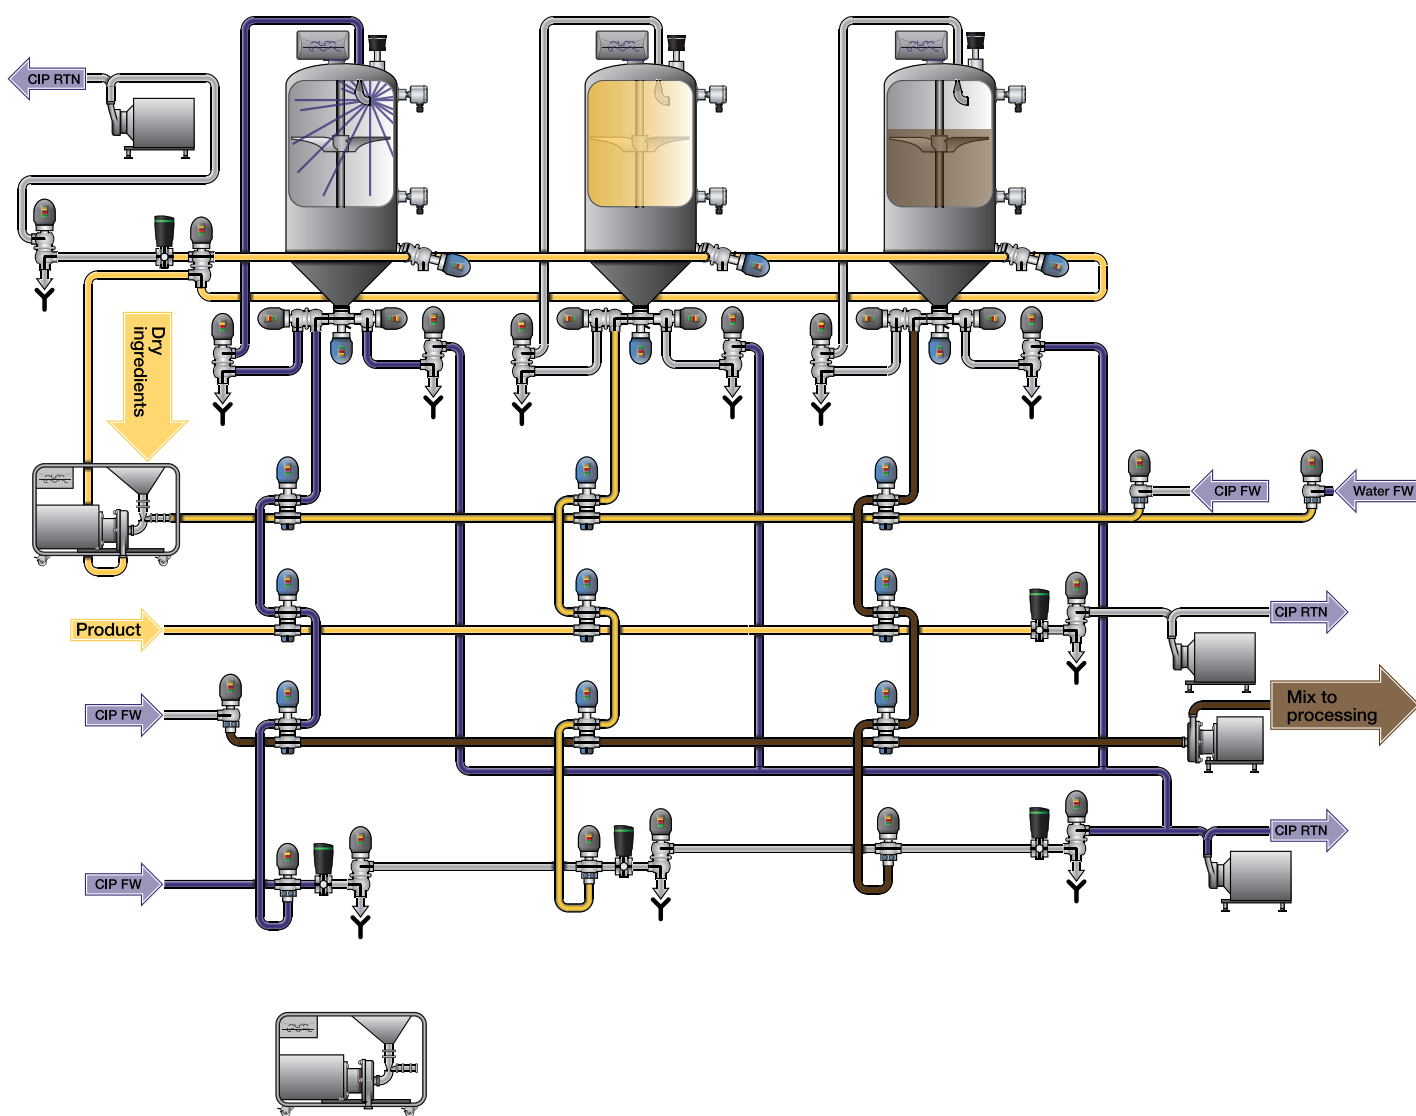 CIP RTN
Dry
ingredients
CIP FW
Water FW
CIP RTN
Product
Mix to
processing
CIP FW
CIP RTN
CIP FW